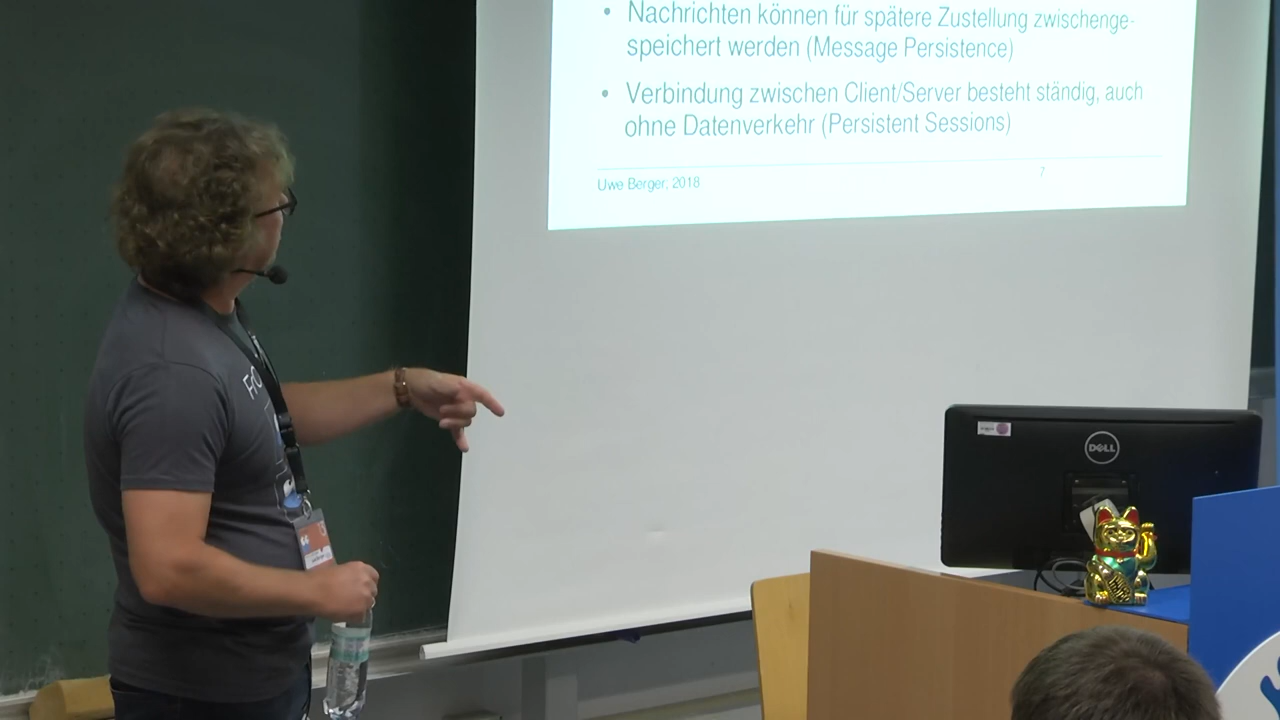 • Nachrichten können für spätere Zustellung zwischenge-
speichert werden (Message Persistence)
• Verbindung zwischen Client/Server besteht ständig, auch
ohne Datenverkehr (Persistent Sessions)
Uwe Berger, 2018
7
DELL